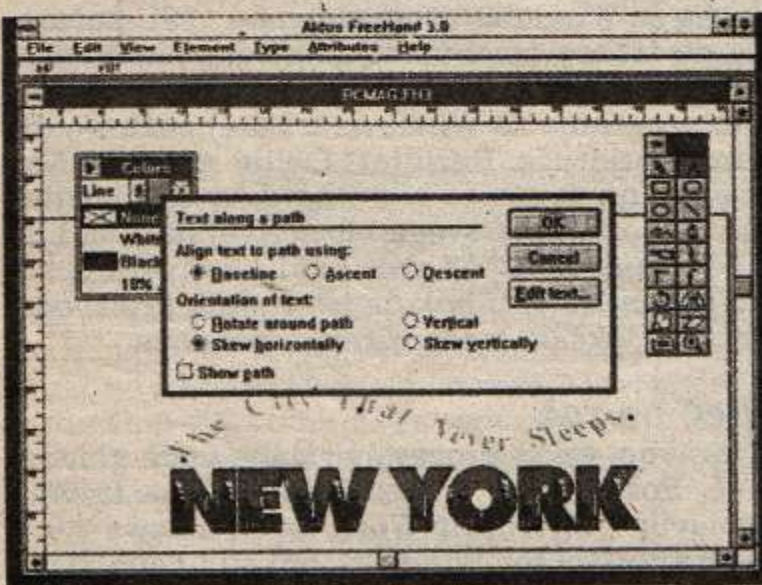 Aldus FreeHand 3.0
File Edit View Element Type Attributes Help
PCMAG.FH3
Colors
Line
None
White
Black
10%
Text along a path
OK
Align text to path using:
Cancel
Baseline Ascent Descent
Edit text...
Orientation of text:
Rotate around path Vertical
Skew horizontally Skew vertically
Show path
The City That Never Sleeps.
NEW YORK